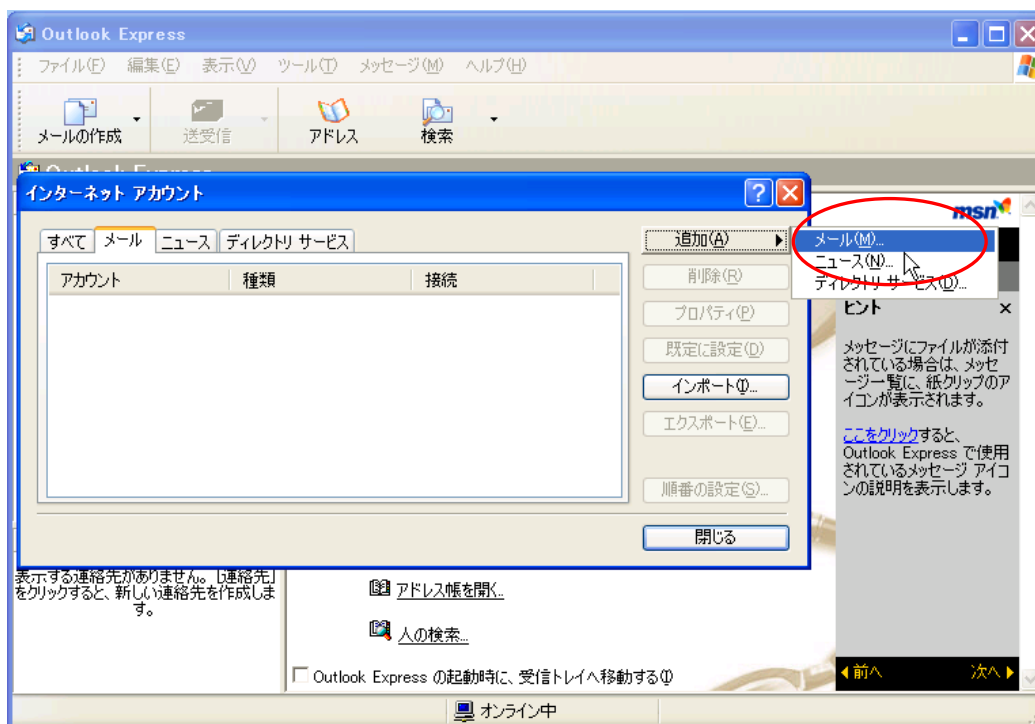 Outlook Express
ファイル(F) 編集(E) 表示(V) ツール(T) メッセージ(M) ヘルプ(H)
メールの作成 送受信 アドレス 検索
Outlook Express
インターネット アカウント
msn
すべて メール ニュース ディレクトリ サービス
追加(A)
メール(M)...
ニュース(N)...
ディレクトリ サービス(D)...
アカウント 種類 接続
削除(R)
プロパティ(P)
既定に設定(D)
インポート(I)...
エクスポート(E)...
順番の設定(S)...
閉じる
ヒント
メッセージにファイルが添付
されている場合は、メッセ
ージ一覧に、紙クリップのア
イコンが表示されます。
ここをクリックすると、
Outlook Express で使用
されているメッセージ アイコ
ンの説明を表示します。
表示する連絡先がありません。[連絡先]
をクリックすると、新しい連絡先を作成しま
す。
アドレス帳を開く...
人の検索...
Outlook Express の起動時に、受信トレイへ移動する(I)
前へ 次へ
オンライン中